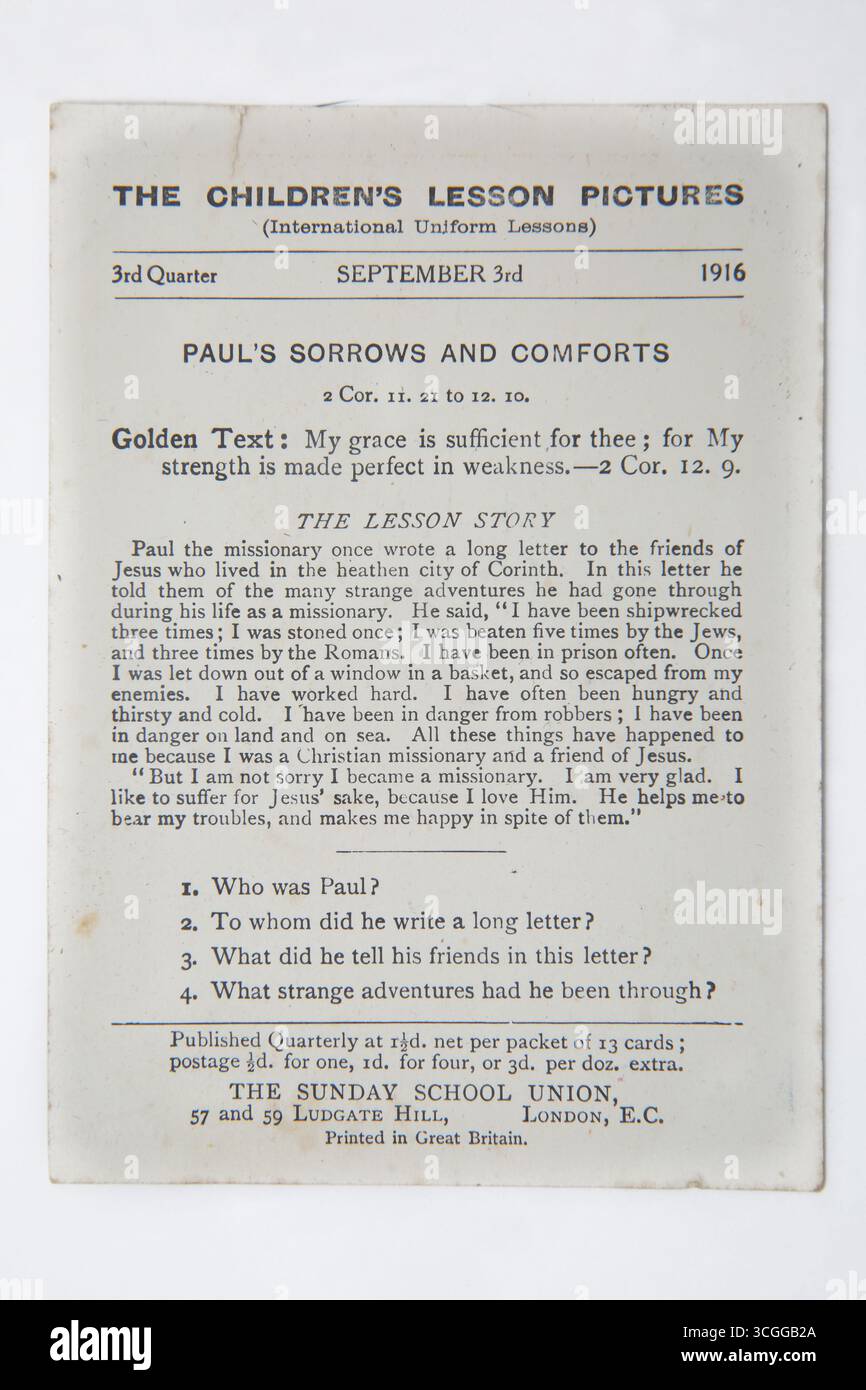 THE CHILDREN'S LESSON PICTURES
(International Uniform Lessons)
3rd Quarter SEPTEMBER 3rd 1916
PAUL'S SORROWS AND COMFORTS
2 Cor. 11. 21 to 12. 10.
Golden Text: My grace is sufficient for thee; for My
strength is made perfect in weakness.—2 Cor. 12. 9.
THE LESSON STORY
Paul the missionary once wrote a long letter to the friends of
Jesus who lived in the heathen city of Corinth. In this letter he
told them of the many strange adventures he had gone through
during his life as a missionary. He said, "I have been shipwrecked
three times; I was stoned once; I was beaten five times by the Jews,
and three times by the Romans. I have been in prison often. Once
I was let down out of a window in a basket, and so escaped from my
enemies. I have worked hard. I have often been hungry and
thirsty and cold. I have been in danger from robbers; I have been
in danger on land and on sea. All these things have happened to
me because I was a Christian missionary and a friend of Jesus.
"But I am not sorry I became a missionary. I am very glad. I
like to suffer for Jesus' sake, because I love Him. He helps me to
bear my troubles, and makes me happy in spite of them."
1. Who was Paul?
2. To whom did he write a long letter?
3. What did he tell his friends in this letter?
4. What strange adventures had he been through?
Published Quarterly at 1½d. net per packet of 13 cards;
postage ½d. for one, 1d. for four, or 3d. per doz. extra.
THE SUNDAY SCHOOL UNION,
57 and 59 LUDGATE HILL, LONDON, E.C.
Printed in Great Britain.
alamy
Image ID: 3CGGB2A
www.alamy.com